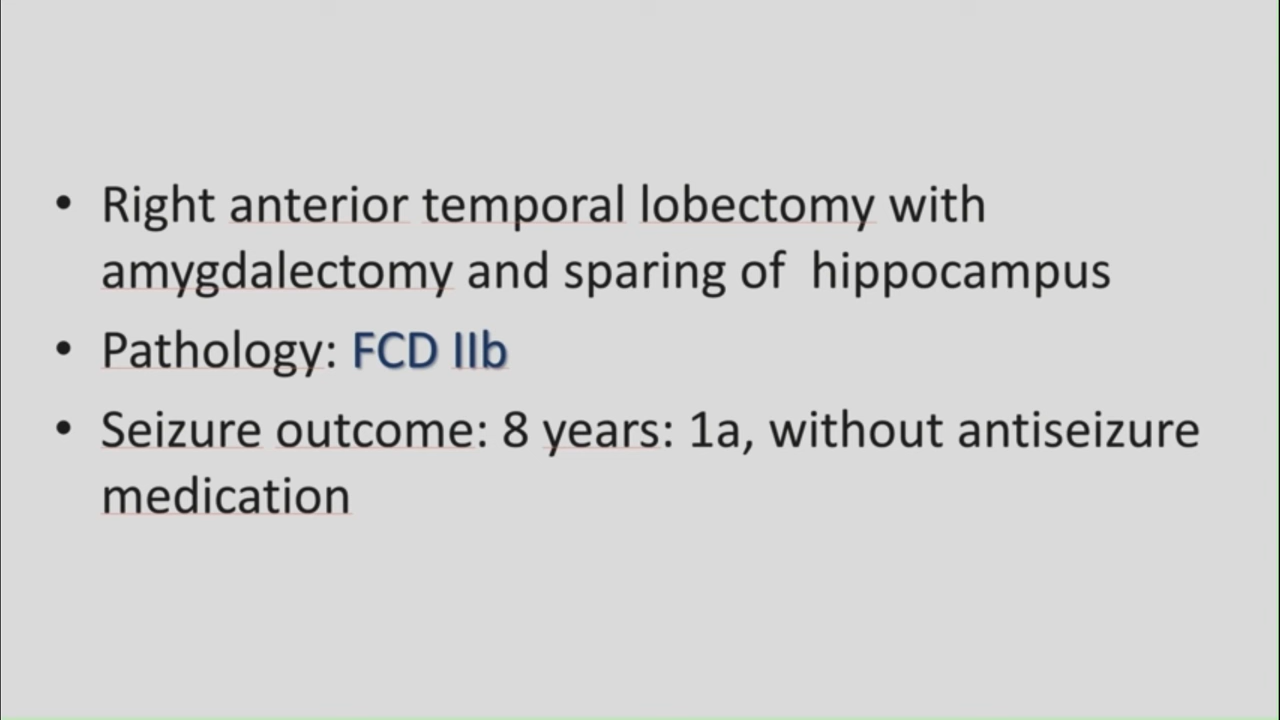 • Right anterior temporal lobectomy with
amygdalectomy and sparing of hippocampus
• Pathology: FCD IIb
• Seizure outcome: 8 years: 1a, without antiseizure
medication